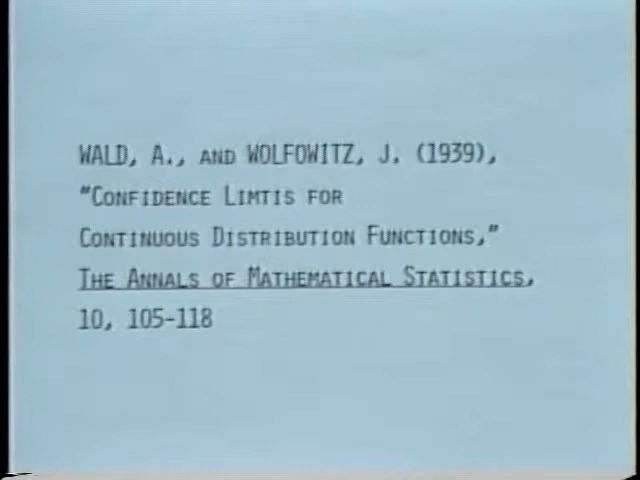 WALD, A., AND WOLFOWITZ, J. (1939),
"CONFIDENCE LIMTIS FOR
CONTINUOUS DISTRIBUTION FUNCTIONS,"
THE ANNALS OF MATHEMATICAL STATISTICS,
10, 105-118